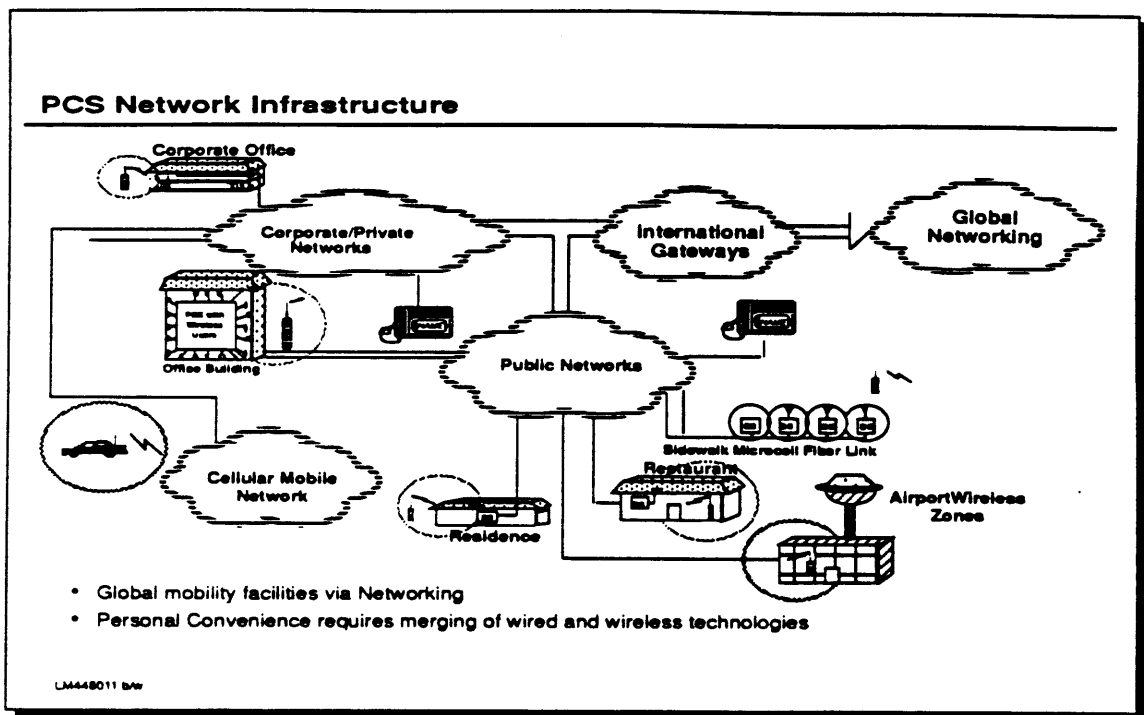 PCS Network Infrastructure
Corporate Office
Corporate/Private
Networks
International
Gateways
Global
Networking
Office Building
Public Networks
Sidewalk Microcell Fiber Link
Restaurant
Cellular Mobile
Network
Residence
AirportWireless
Zones
• Global mobility facilities via Networking
• Personal Convenience requires merging of wired and wireless technologies
LM448011 b/w